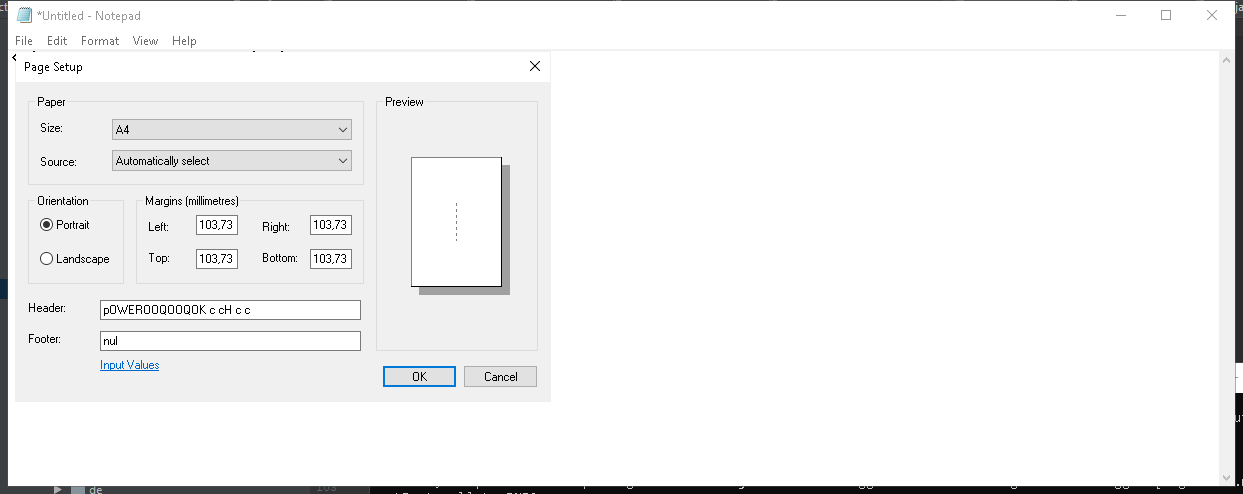 *Untitled - Notepad
File Edit Format View Help
Page Setup
Paper
Size: A4
Source: Automatically select
Preview
Orientation
Portrait
Landscape
Margins (millimetres)
Left: 103,73 Right: 103,73
Top: 103,73 Bottom: 103,73
Header: pOWEROOQOOQOK c cH c c
Footer: nul
Input Values
OK Cancel
de